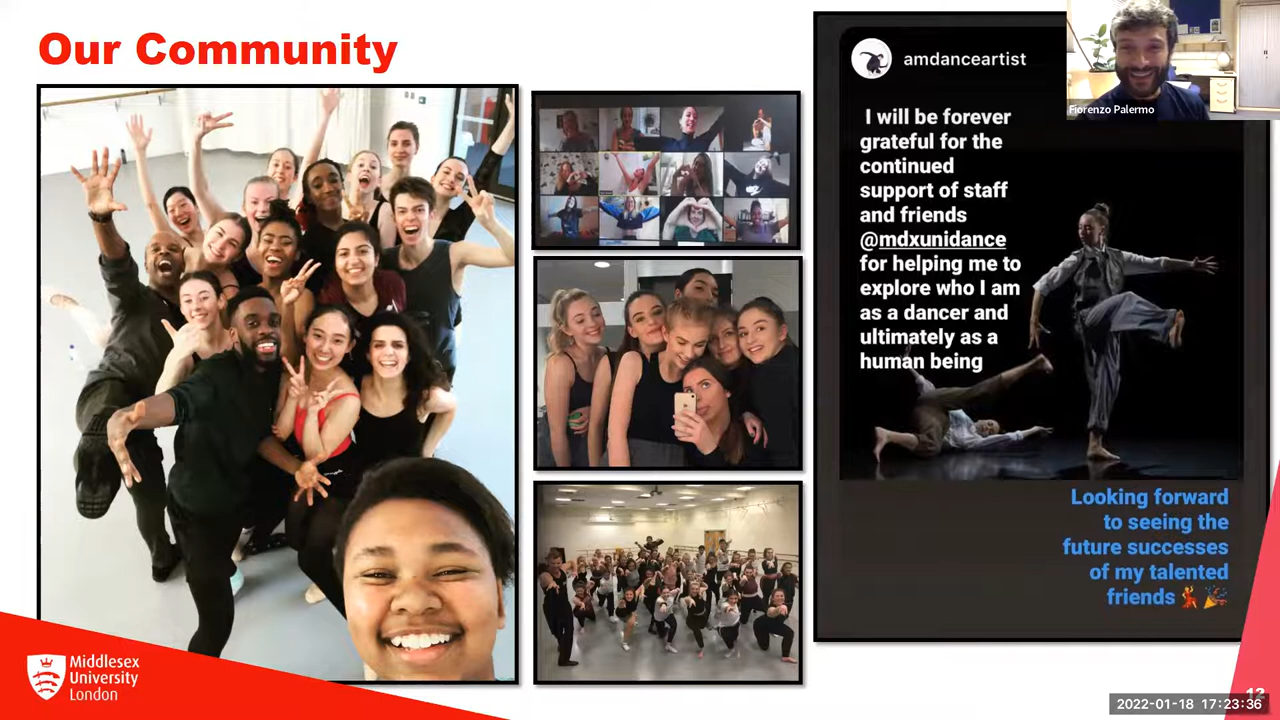 Our Community
amdanceartist
I will be forever
grateful for the
continued
support of staff
and friends
@mdxunidance
for helping me to
explore who I am
as a dancer and
ultimately as a
human being
Looking forward
to seeing the
future successes
of my talented
friends💃🎉
Fiorenzo Palermo
Middlesex
University
London
12
2022-01-18 17:23:36